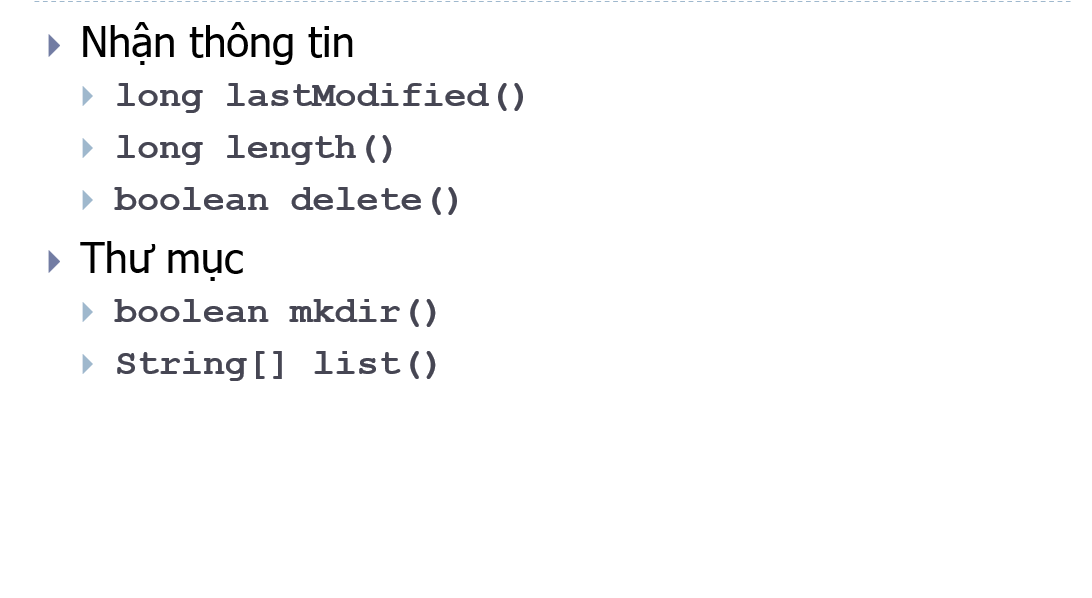 Nhận thông tin
long lastModified()
long length()
boolean delete()
Thư mục
boolean mkdir()
String[] list()